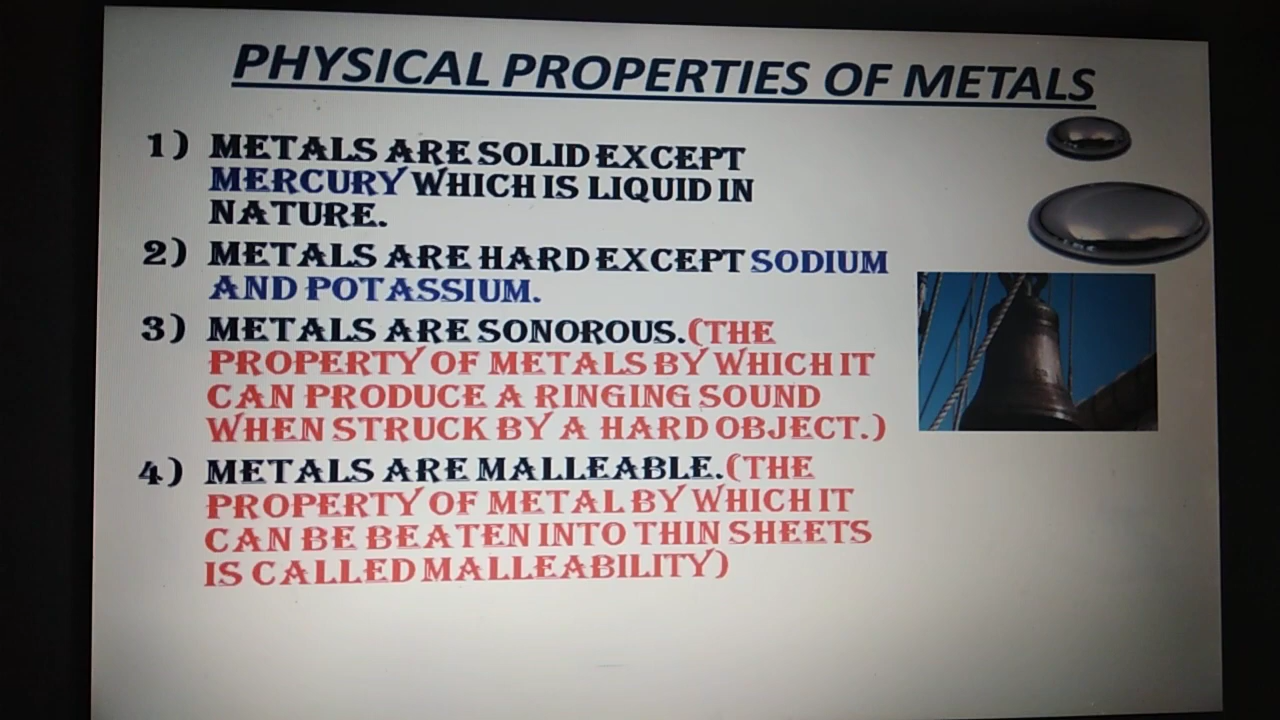 PHYSICAL PROPERTIES OF METALS
1) METALS ARE SOLID EXCEPT
MERCURY WHICH IS LIQUID IN
NATURE.
2) METALS ARE HARD EXCEPT SODIUM
AND POTASSIUM.
3) METALS ARE SONOROUS.(THE
PROPERTY OF METALS BY WHICH IT
CAN PRODUCE A RINGING SOUND
WHEN STRUCK BY A HARD OBJECT.)
4) METALS ARE MALLEABLE.(THE
PROPERTY OF METAL BY WHICH IT
CAN BE BEATEN INTO THIN SHEETS
IS CALLED MALLEABILITY)